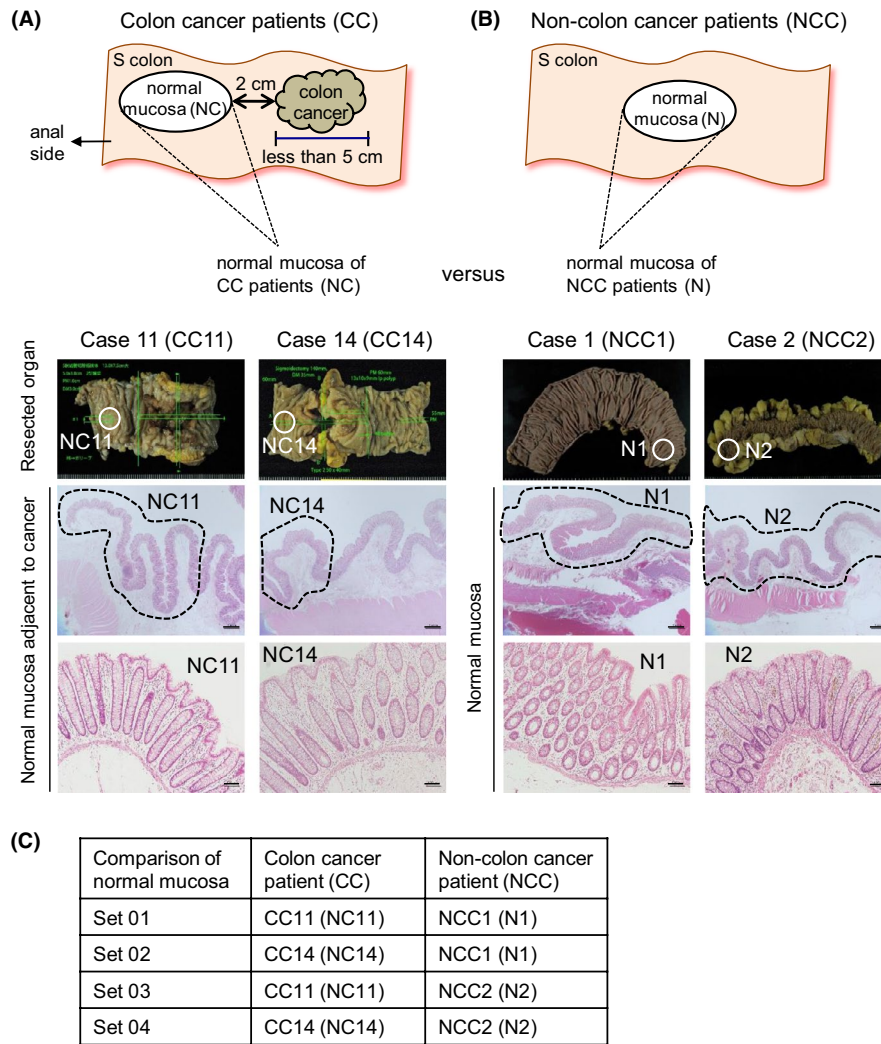 (A)
Colon cancer patients (CC)
S colon
normal
mucosa (NC)
2 cm
colon
cancer
anal
side
less than 5 cm
normal mucosa of
CC patients (NC)
versus
(B)
Non-colon cancer patients (NCC)
S colon
normal
mucosa (N)
normal mucosa of
NCC patients (N)
Case 11 (CC11)
Case 14 (CC14)
Case 1 (NCC1)
Case 2 (NCC2)
Resected organ
NC11
NC14
N1
N2
Normal mucosa adjacent to cancer
NC11
NC14
Normal mucosa
N1
N2
NC11
NC14
N1
N2
(C)
Comparison of
normal mucosa
Colon cancer
patient (CC)
Non-colon cancer
patient (NCC)
Set 01
CC11 (NC11)
NCC1 (N1)
Set 02
CC14 (NC14)
NCC1 (N1)
Set 03
CC11 (NC11)
NCC2 (N2)
Set 04
CC14 (NC14)
NCC2 (N2)